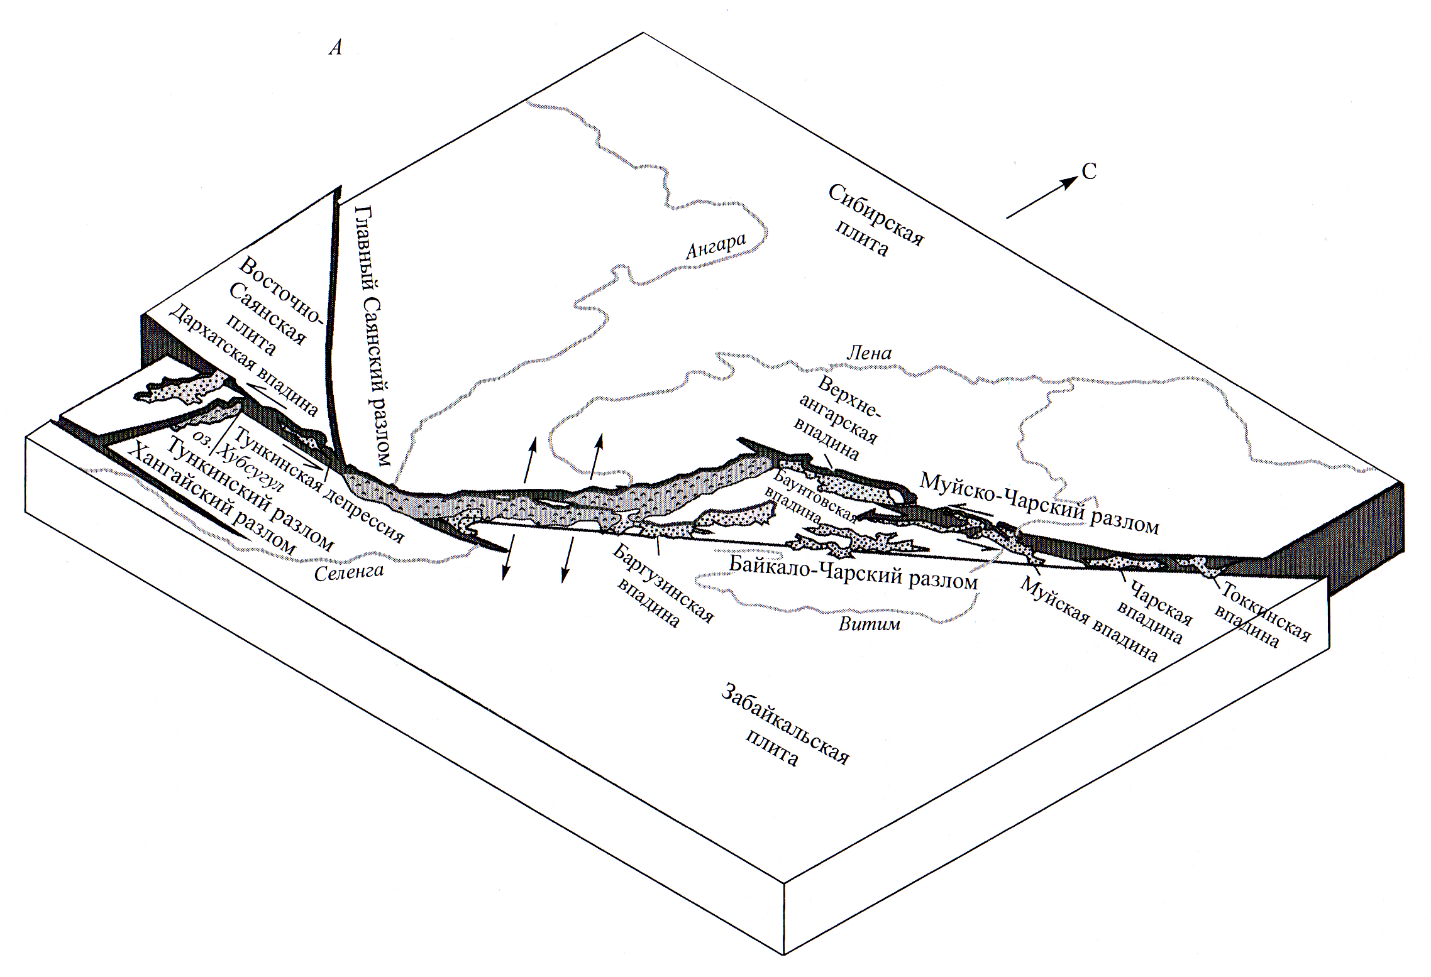 А
С
Сибирская
плита
Ангара
Главный Саянский разлом
Восточно-
Саянская
плита
Дархатская впадина
Лена
Верхне-
ангарская
впадина
оз. Хубсугул
Тункинская депрессия
Тункинский разлом
Хангайский разлом
Селенга
Баунтовская
впадина
Муйско-Чарский разлом
Баргузинская
впадина
Байкало-Чарский разлом
Витим
Муйская впадина
Чарская
впадина
Токкинская
впадина
Забайкальская
плита